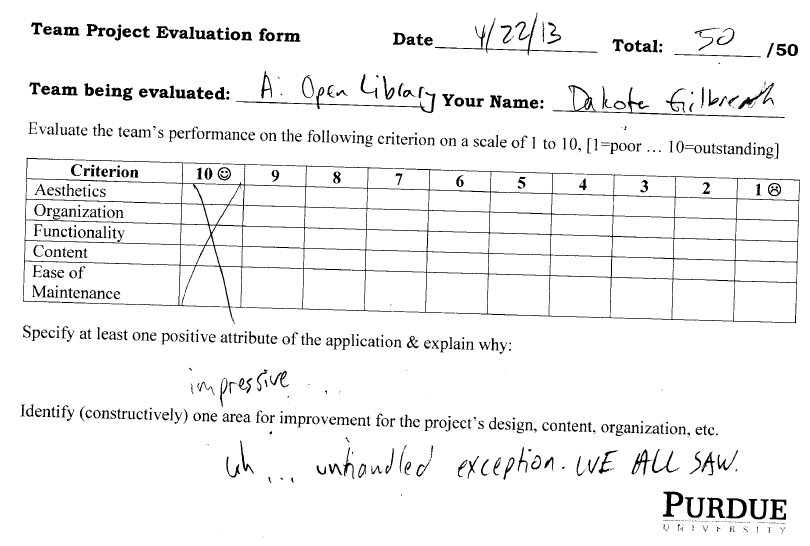 Team Project Evaluation form Date 4/22/13 Total: 50 /50
Team being evaluated: A: Open Library Your Name: Dakota Gilbreath
Evaluate the team's performance on the following criterion on a scale of 1 to 10, [1=poor ... 10=outstanding]
Criterion 10 ☺ 9 8 7 6 5 4 3 2 1 ☹
Aesthetics
Organization
Functionality
Content
Ease of
Maintenance
Specify at least one positive attribute of the application & explain why:
impressive ...
Identify (constructively) one area for improvement for the project's design, content, organization, etc.
uh ... unhandled exception. WE ALL SAW.
PURDUE
UNIVERSITY